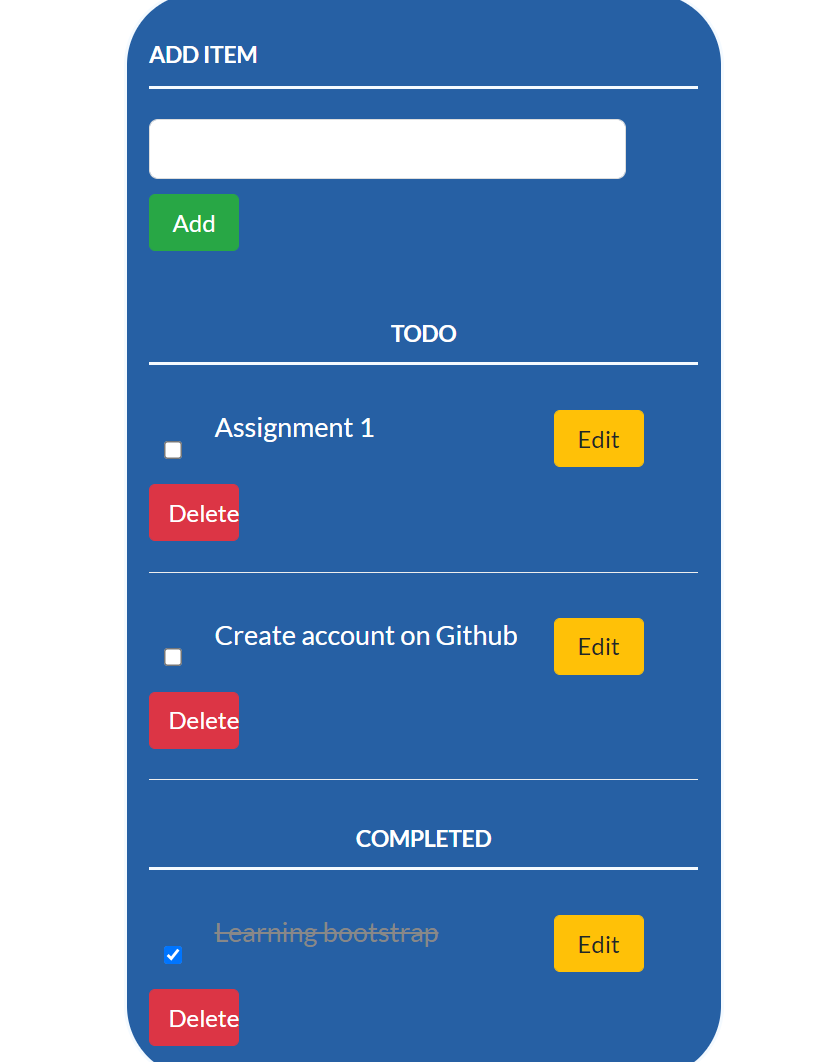 ADD ITEM
Add
TODO
Assignment 1
Edit
Delete
Create account on Github
Edit
Delete
COMPLETED
Learning bootstrap
Edit
Delete